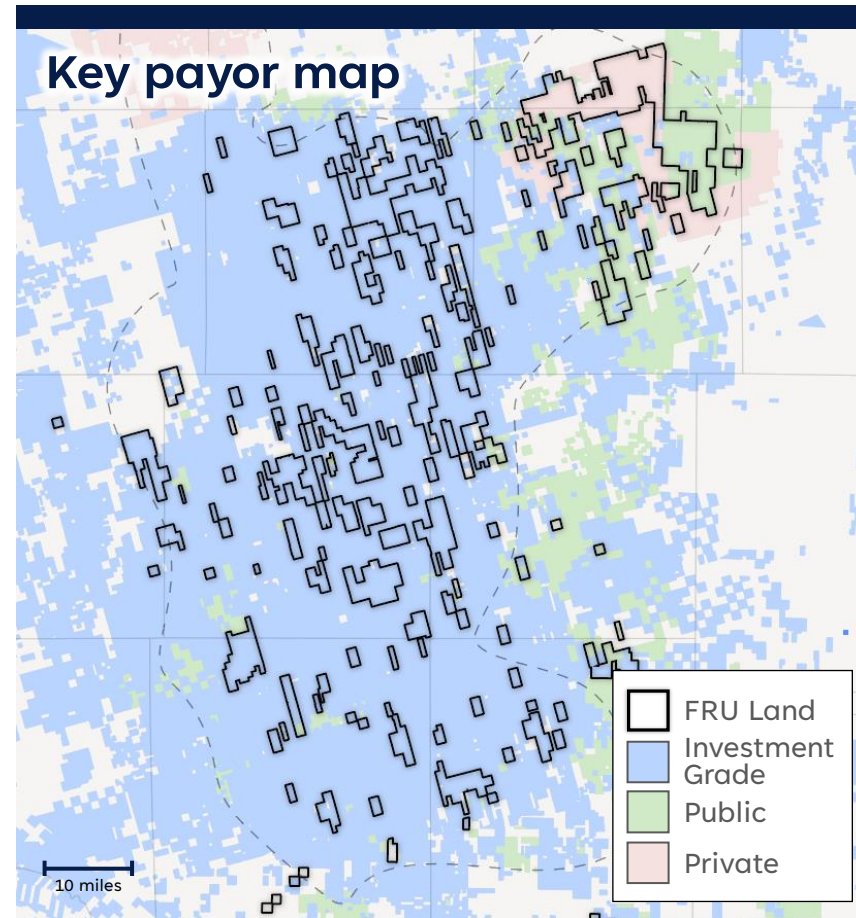 Key payor map
FRU Land
Investment
Grade
Public
Private
10 miles